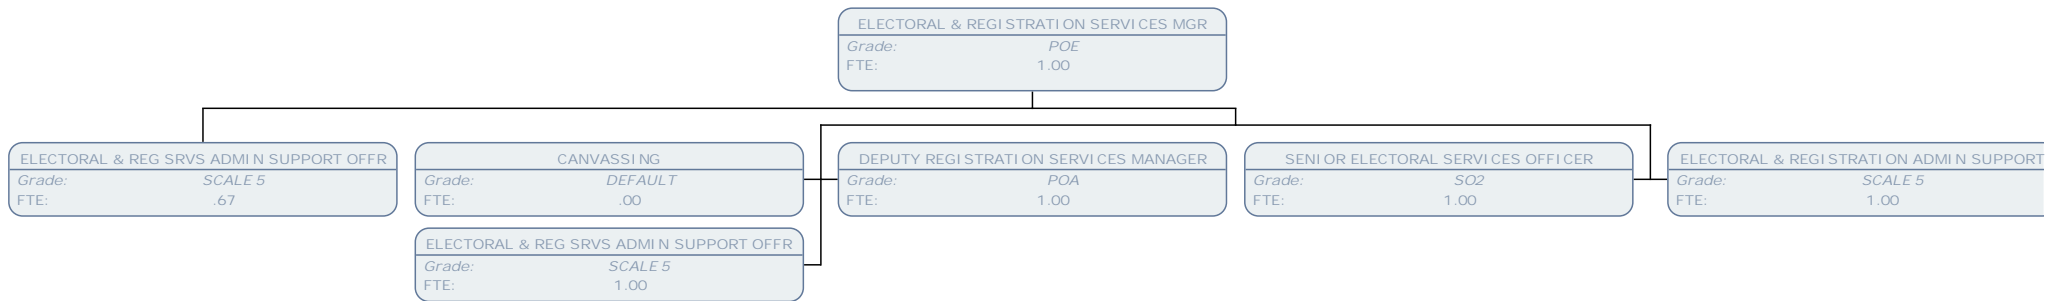 ELECTORAL & REGISTRATION SERVICES MGR
Grade: POE
FTE: 1.00
ELECTORAL & REG SRVS ADMIN SUPPORT OFFR
Grade: SCALE 5
FTE: .67
CANVASSING
Grade: DEFAULT
FTE: .00
DEPUTY REGISTRATION SERVICES MANAGER
Grade: POA
FTE: 1.00
SENIOR ELECTORAL SERVICES OFFICER
Grade: SO2
FTE: 1.00
ELECTORAL & REGISTRATION ADMIN SUPPORT
Grade: SCALE 5
FTE: 1.00
ELECTORAL & REG SRVS ADMIN SUPPORT OFFR
Grade: SCALE 5
FTE: 1.00